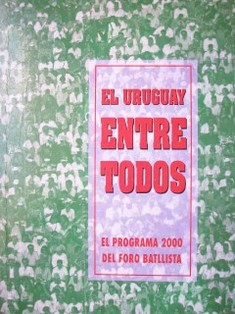 EL URUGUAY
ENTRE
TODOS
EL PROGRAMA 2000
DEL FORO BATLLISTA